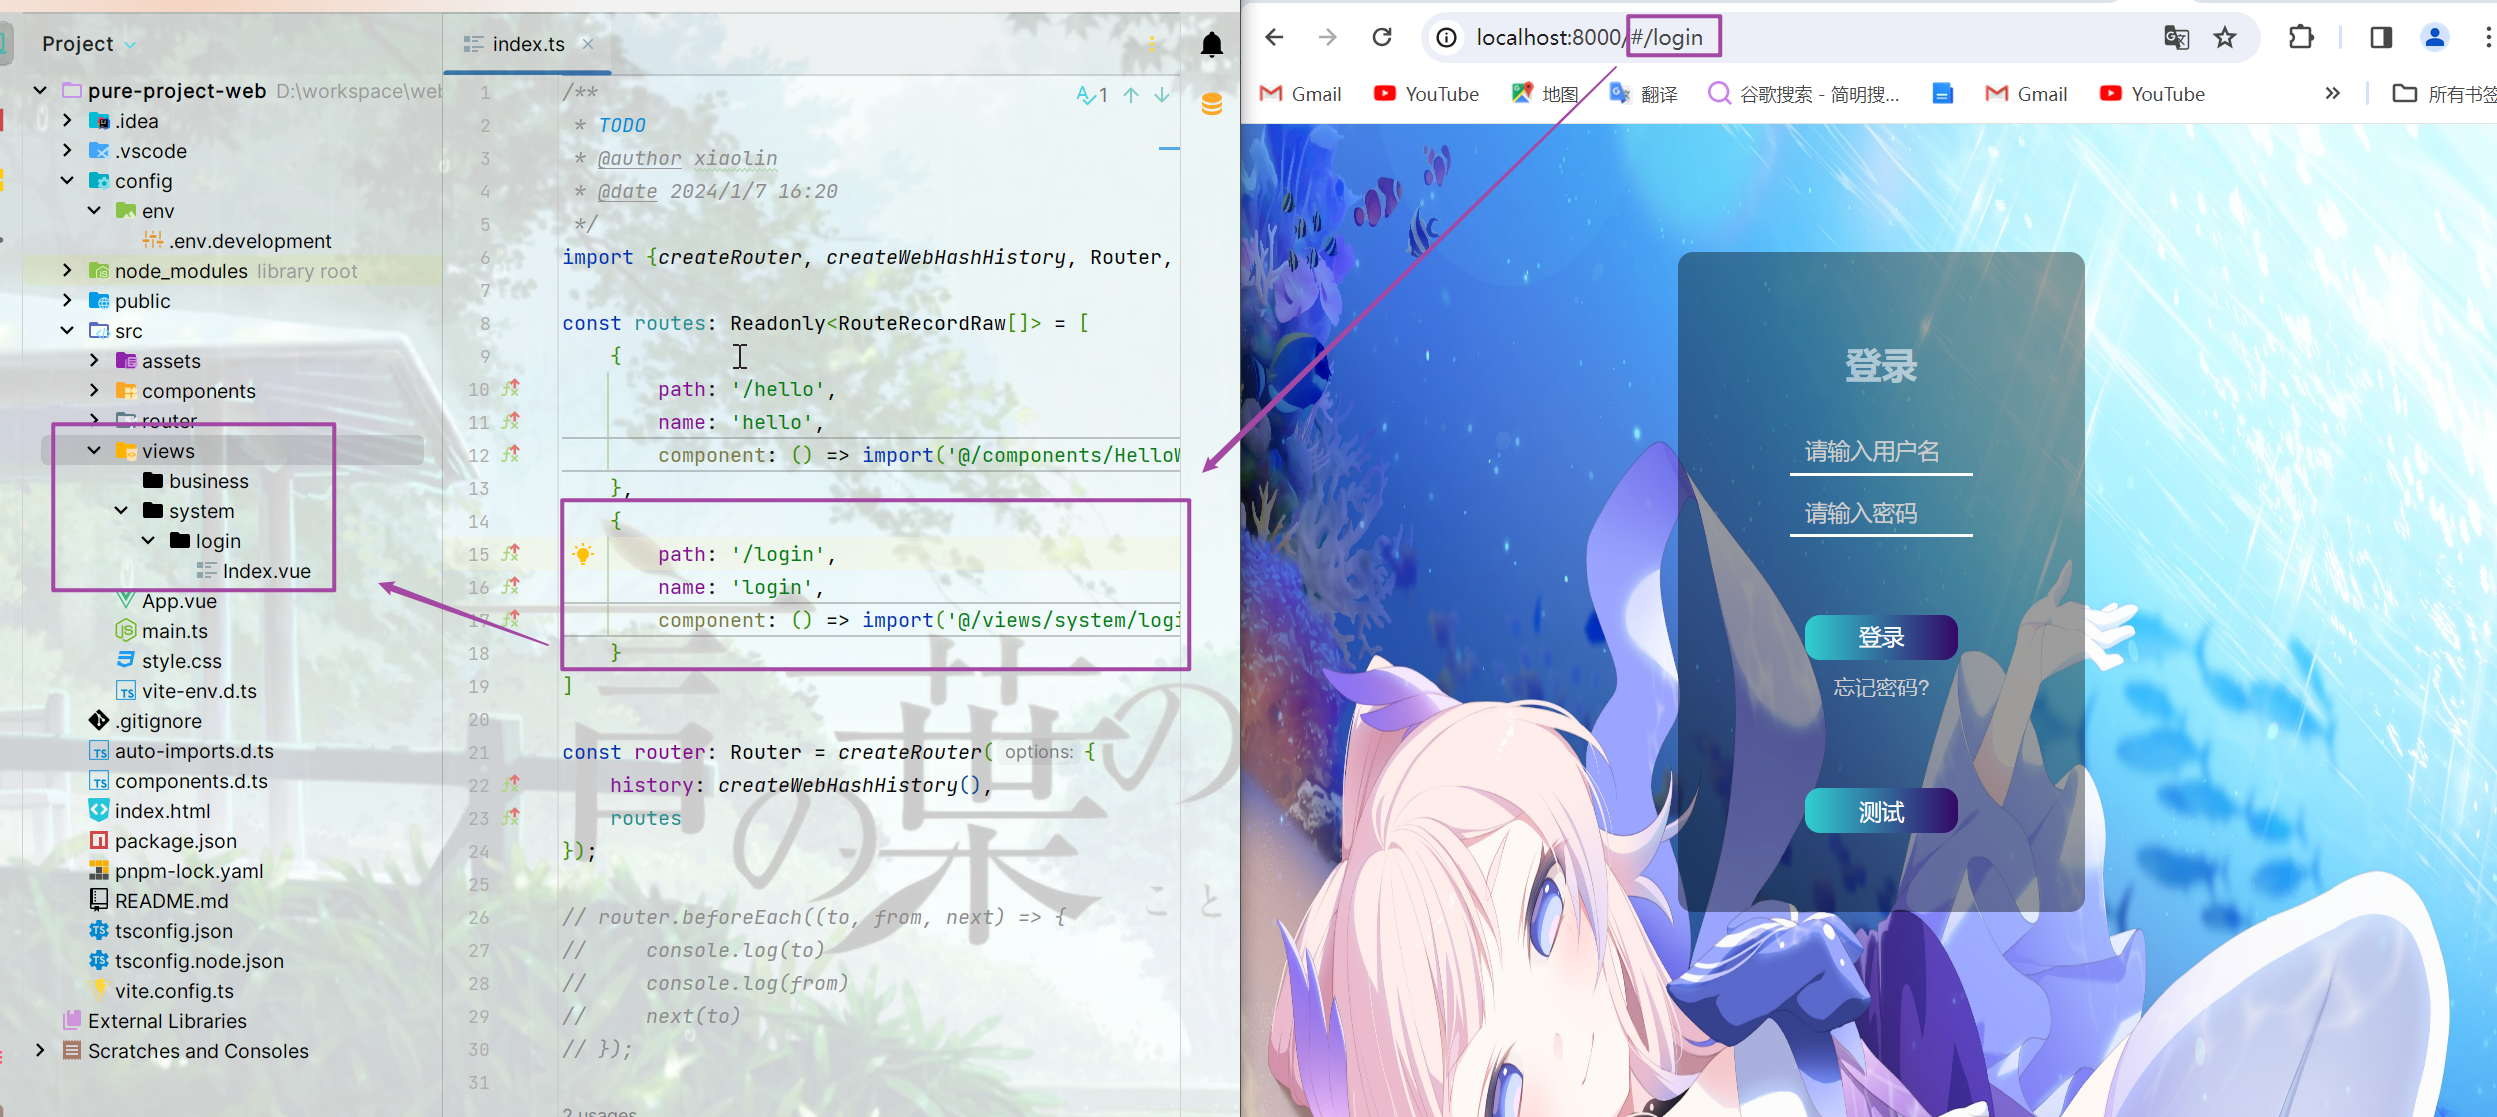 Project
pure-project-web D:\workspace\web
.idea
.vscode
config
env
.env.development
node_modules library root
public
src
assets
components
router
views
business
system
login
Index.vue
App.vue
main.ts
style.css
vite-env.d.ts
.gitignore
auto-imports.d.ts
components.d.ts
index.html
package.json
pnpm-lock.yaml
README.md
tsconfig.json
tsconfig.node.json
vite.config.ts
External Libraries
Scratches and Consoles
index.ts
1
1 /**
2 * TODO
3 * @author xiaolin
4 * @date 2024/1/7 16:20
5 */
6 import {createRouter, createWebHashHistory, Router,
7
8 const routes: Readonly<RouteRecordRaw[]> = [
9 {
10 path: '/hello',
11 name: 'hello',
12 component: () => import('@/components/HelloW
13 },
14 {
15 path: '/login',
16 name: 'login',
17 component: () => import('@/views/system/logi
18 }
19 ]
20
21 const router: Router = createRouter( options: {
22 history: createWebHashHistory(),
23 routes
24 });
25
26 // router.beforeEach((to, from, next) => {
27 // console.log(to)
28 // console.log(from)
29 // next(to)
30 // });
31
2 usages
言の葉の
こと
localhost:8000/#/login
Gmail YouTube 地图 翻译 谷歌搜索 - 简明搜... Gmail YouTube » 所有书签
登录
请输入用户名
请输入密码
登录
忘记密码?
测试